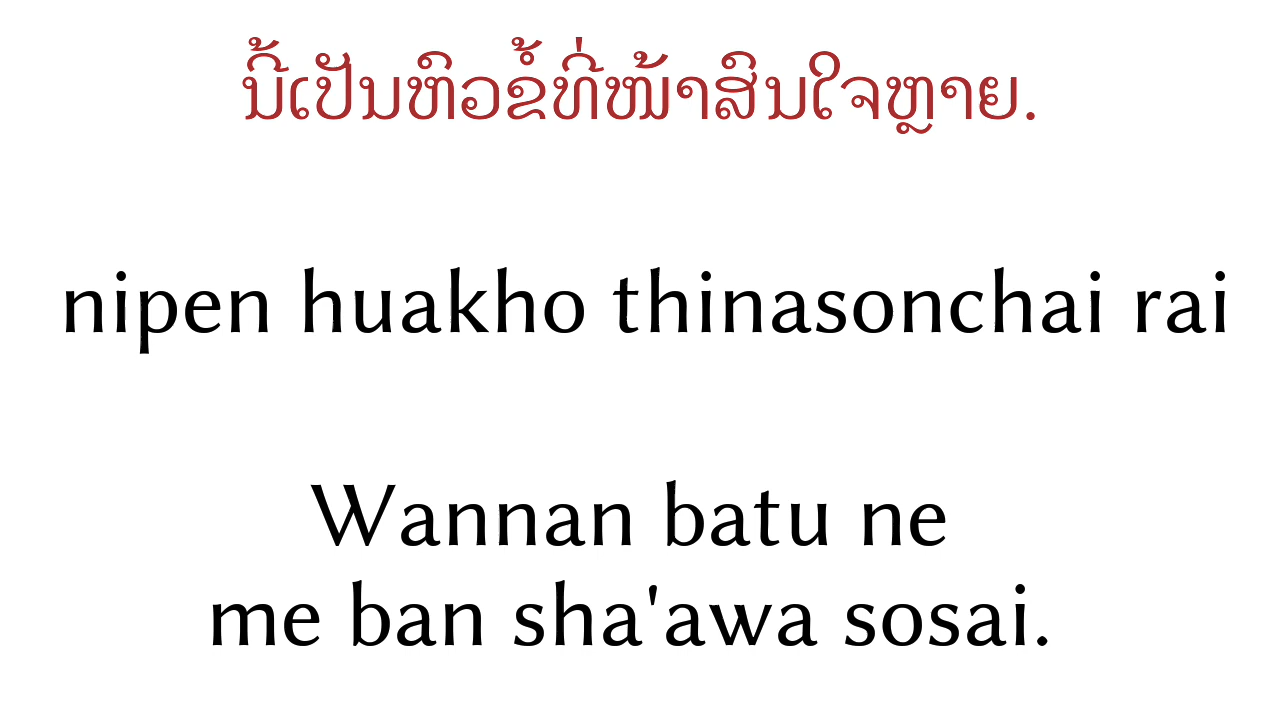 ນີ້ເປັນຫົວຂໍ້ທີ່ໜ້າສົນໃຈຫຼາຍ.
nipen huakho thinasonchai rai
Wannan batu ne
me ban sha'awa sosai.